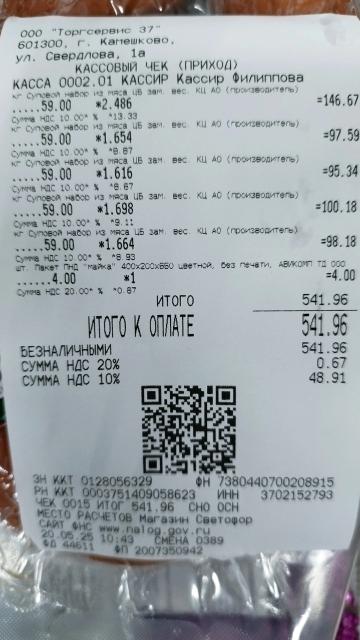 ООО "Торгсервис 37"
601300, г. Камешково,
ул. Свердлова, 1а
КАССОВЫЙ ЧЕК (ПРИХОД)
КАССА 0002.01 КАССИР Кассир Филиппова
кг Суповой набор из мяса ЦБ зам. вес. КЦ АО (производитель)
.....59.00 *2.486 =146.67
Сумма НДС 10.00* % *13.33
кг Суповой набор из мяса ЦБ зам. вес. КЦ АО (производитель)
.....59.00 *1.654 =97.59
Сумма НДС 10.00* % *8.87
кг Суповой набор из мяса ЦБ зам. вес. КЦ АО (производитель)
.....59.00 *1.616 =95.34
Сумма НДС 10.00* % *8.67
кг Суповой набор из мяса ЦБ зам. вес. КЦ АО (производитель)
.....59.00 *1.698 =100.18
Сумма НДС 10.00* % *9.11
кг Суповой набор из мяса ЦБ зам. вес. КЦ АО (производитель)
.....59.00 *1.664 =98.18
Сумма НДС 10.00* % *8.93
шт. Пакет ПНД "майка" 400х200х650 цветной, без печати, АВИКОМП ТД ООО
.....4.00 *1 =4.00
Сумма НДС 20.00* % *0.67
ИТОГО 541.96
ИТОГО К ОПЛАТЕ 541.96
БЕЗНАЛИЧНЫМИ 541.96
СУММА НДС 20% 0.67
СУММА НДС 10% 48.91
ЗН ККТ 0128056329 ФН 7380440700208915
РН ККТ 0003751409058623 ИНН 3702152793
ЧЕК 0015 ИТОГ 541.96 СНО ОСН
МЕСТО РАСЧЕТОВ Магазин Светофор
САЙТ ФНС www.nalog.gov.ru
20.05.25 10:43 СМЕНА 0389
ФД 44611 ФП 2007350942